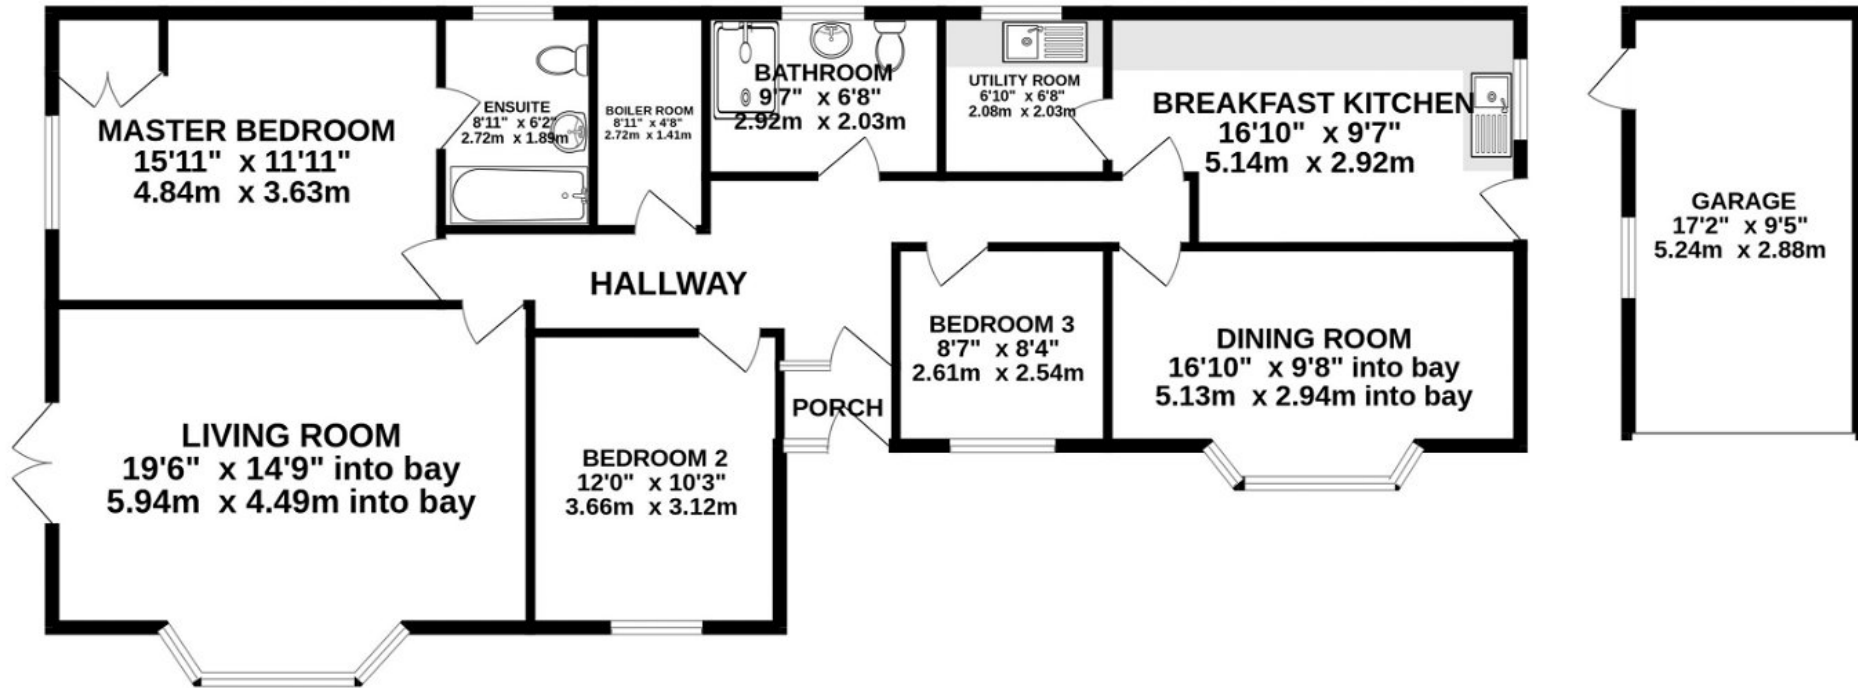 MASTER BEDROOM
15'11" x 11'11"
4.84m x 3.63m
ENSUITE
8'11" x 6'2"
2.72m x 1.89m
BOILER ROOM
8'11" x 4'8"
2.72m x 1.41m
BATHROOM
9'7" x 6'8"
2.92m x 2.03m
UTILITY ROOM
6'10" x 6'8"
2.08m x 2.03m
BREAKFAST KITCHEN
16'10" x 9'7"
5.14m x 2.92m
GARAGE
17'2" x 9'5"
5.24m x 2.88m
HALLWAY
BEDROOM 3
8'7" x 8'4"
2.61m x 2.54m
DINING ROOM
16'10" x 9'8" into bay
5.13m x 2.94m into bay
PORCH
LIVING ROOM
19'6" x 14'9" into bay
5.94m x 4.49m into bay
BEDROOM 2
12'0" x 10'3"
3.66m x 3.12m